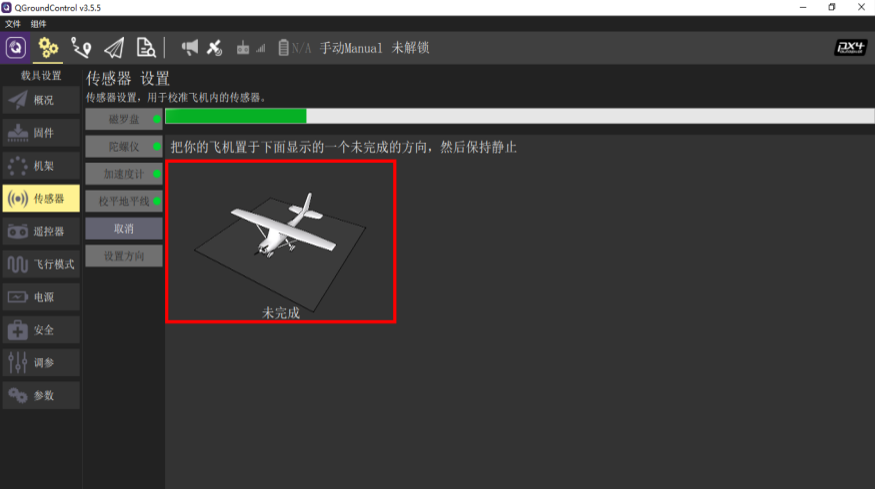 QGroundControl v3.5.5
文件 组件
N/A 手动Manual 未解锁
px4
载具设置
传感器 设置
概况
传感器设置，用于校准飞机内的传感器。
固件
机架
传感器
遥控器
飞行模式
电源
安全
调参
参数
磁罗盘
陀螺仪
加速度计
校平地平线
取消
设置方向
把你的飞机置于下面显示的一个未完成的方向，然后保持静止
未完成